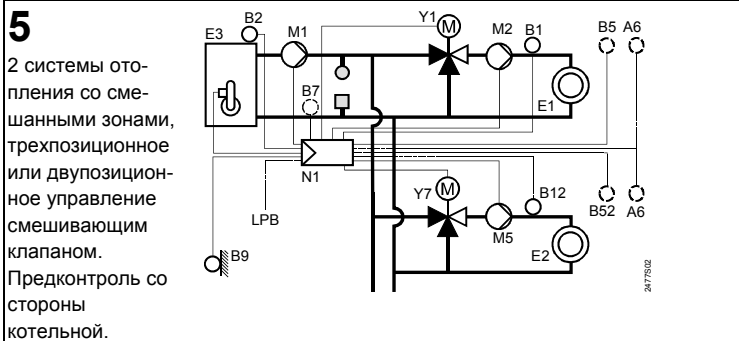 5
2 системы ото-
пления со сме-
шанными зонами,
трехпозиционное
или двупозицион-
ное управление
смешивающим
клапаном.
Предконтроль со
стороны
котельной.
E3
B2
M1
Y1
M
M2
B1
B5
A6
B7
E1
N1
LPB
Y7
M
B12
B52
A6
M5
E2
B9
2477S02